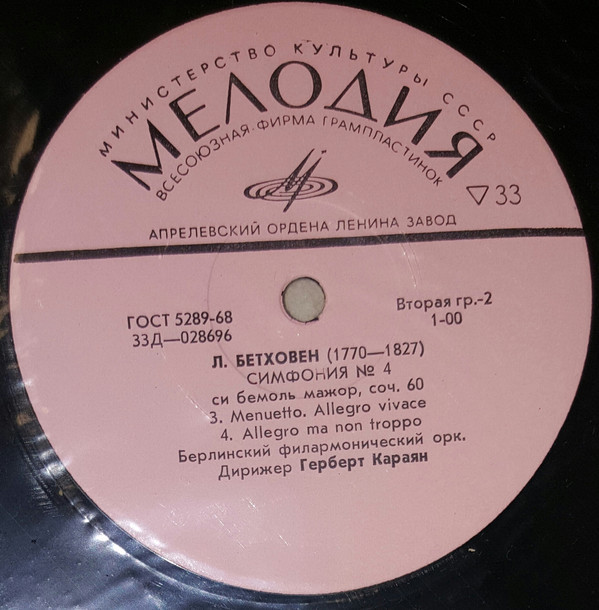 МИНИСТЕРСТВО КУЛЬТУРЫ СССР
МЕЛОДИЯ
ВСЕСОЮЗНАЯ·ФИРМА ГРАМПЛАСТИНОК
▽ 33
АПРЕЛЕВСКИЙ ОРДЕНА ЛЕНИНА ЗАВОД
ГОСТ 5289-68
33Д—028696
Вторая гр.-2
1-00
Л. БЕТХОВЕН (1770—1827)
СИМФОНИЯ № 4
си бемоль мажор, соч. 60
3. Menuetto. Allegro vivace
4. Allegro ma non troppo
Берлинский филармонический орк.
Дирижер Герберт Караян